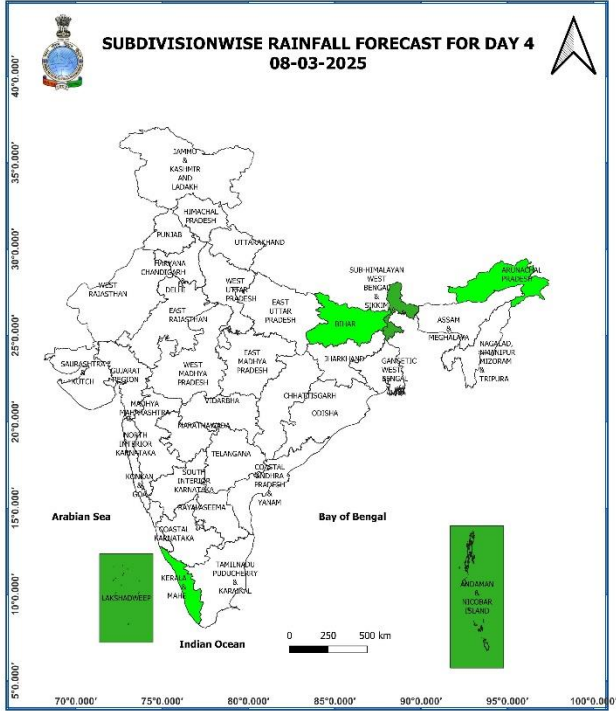 SUBDIVISIONWISE RAINFALL FORECAST FOR DAY 4
08-03-2025
40°0.000'
35°0.000'
30°0.000'
25°0.000'
20°0.000'
15°0.000'
10°0.000'
5°0.000'
JAMMO
&
KASHMIR
AND
LADAKH
HIMACHAL
PRADESH
PUNJAB
UTTARAKHAND
HARYANA
CHANDIGARH
&
DELHI
WEST
RAJASTHAN
WEST
UTTAR
PRADESH
EAST
UTTAR
PRADESH
EAST
RAJASTHAN
SUB-HIMALAYAN
WEST
BENGAL
&
SIKKIM
ARUNACHAL
PRADESH
BIHAR
ASSAM
&
MEGHALAYA
NAGALAD,
MANIPUR
MIZORAM
&
TRIPURA
SAURASHTRA
&
KUTCH
GUJARAT
REGION
WEST
MADHYA
PRADESH
EAST
MADHYA
PRADESH
JHARKHAND
GANGETIC
WEST
BENGAL
CHHATTISGARH
ODISHA
MADHYA
MAHARASHTRA
VIDARBHA
MARATHAWADA
NORTH
INTERIOR
KARNATAKA
TELANGANA
KONKAN
&
GOA
SOUTH
INTERIOR
KARNATAKA
COASTAL
ANDHRA
PRADESH
&
YANAM
RAYALASEEMA
COASTAL
KARNATAKA
Arabian Sea
Bay of Bengal
LAKSHADWEEP
KERALA
&
MAHE
TAMILNADU
PUDUCHERRY
&
KARAIKAL
ANDAMAN
&
NICOBAR
ISLAND
Indian Ocean
0 250 500 km
70°0.000' 75°0.000' 80°0.000' 85°0.000' 90°0.000' 95°0.000' 100°0.000'